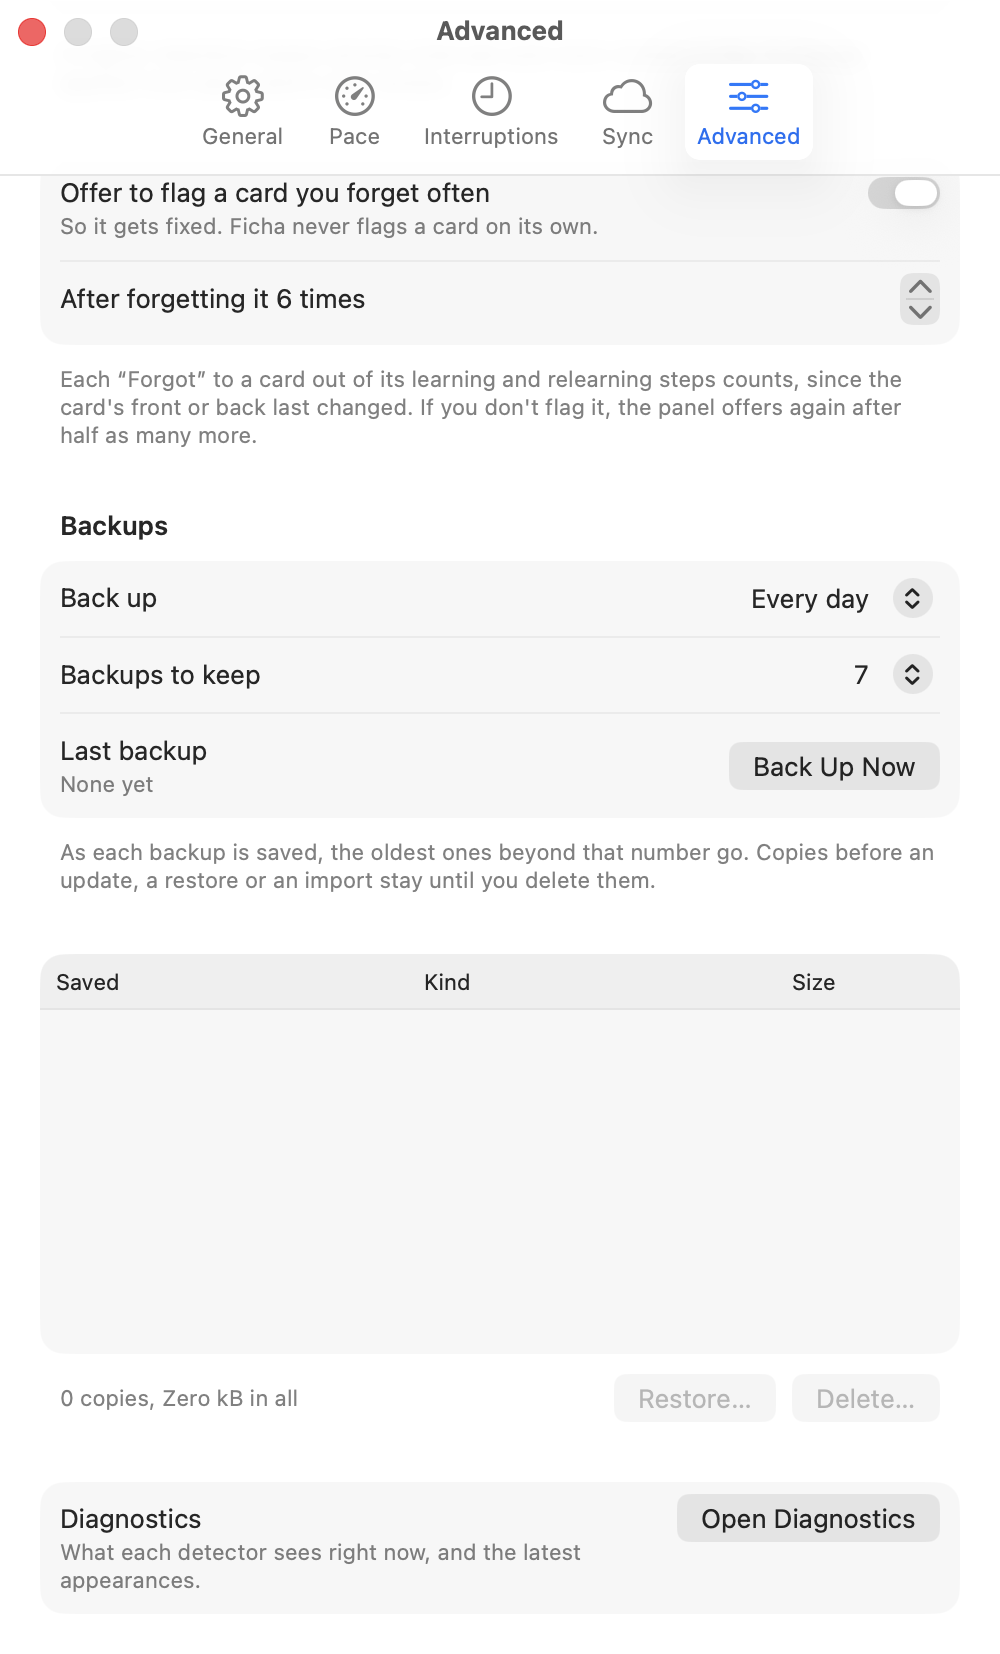 Advanced
General
Pace
Interruptions
Sync
Advanced
Offer to flag a card you forget often
So it gets fixed. Ficha never flags a card on its own.
After forgetting it 6 times
Each “Forgot” to a card out of its learning and relearning steps counts, since the
card's front or back last changed. If you don't flag it, the panel offers again after
half as many more.
Backups
Back up
Every day
Backups to keep
7
Last backup
None yet
Back Up Now
As each backup is saved, the oldest ones beyond that number go. Copies before an
update, a restore or an import stay until you delete them.
Saved
Kind
Size
0 copies, Zero kB in all
Restore...
Delete...
Diagnostics
Open Diagnostics
What each detector sees right now, and the latest
appearances.